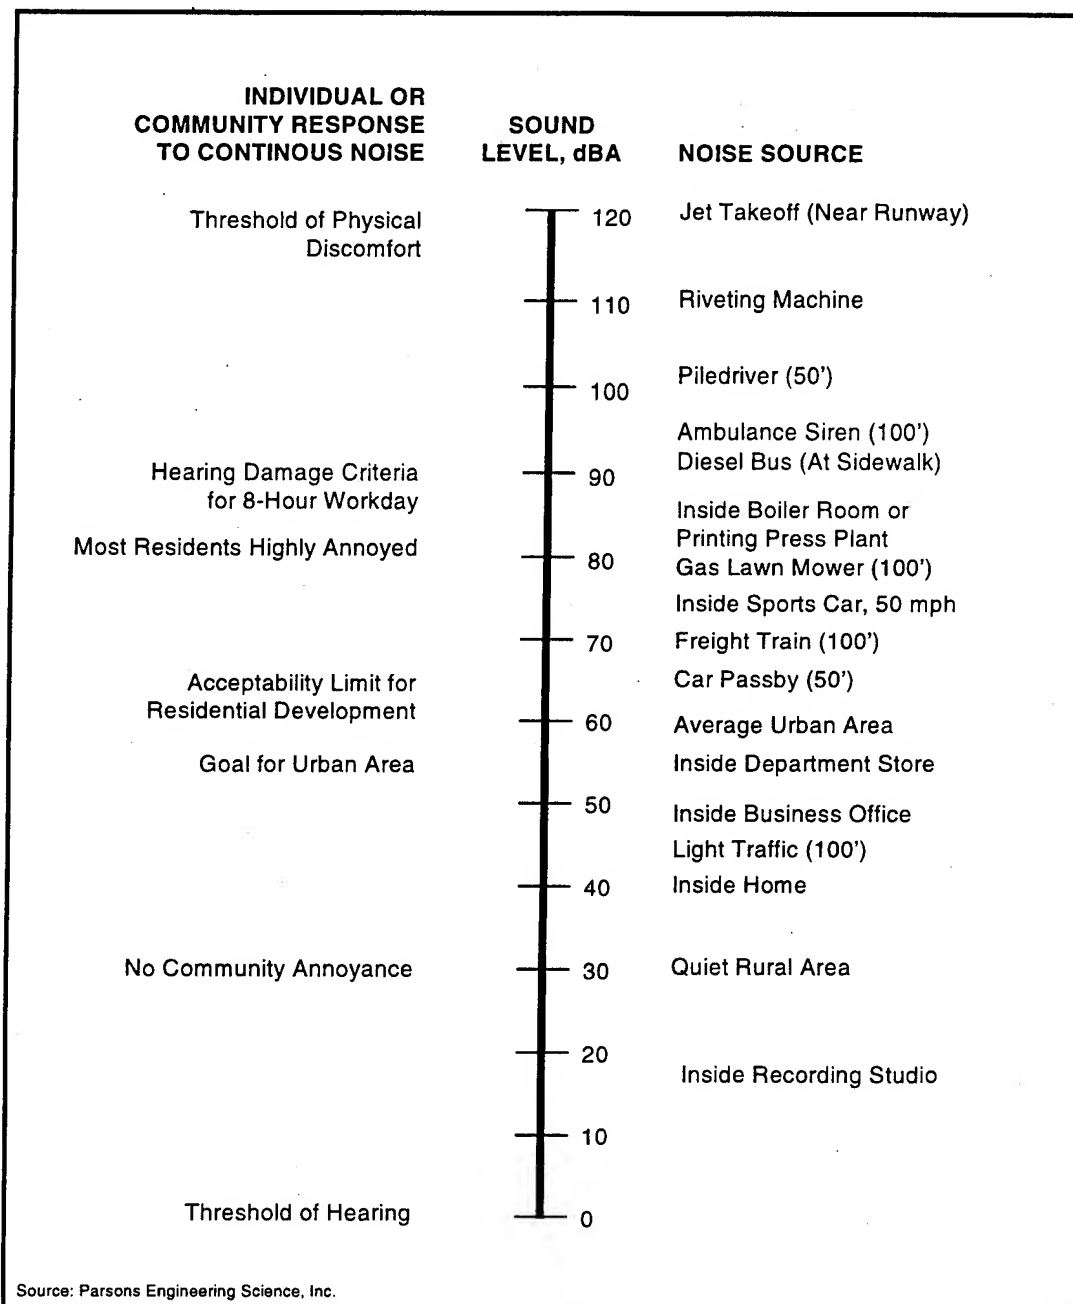 INDIVIDUAL OR
COMMUNITY RESPONSE
TO CONTINOUS NOISE
SOUND
LEVEL, dBA
NOISE SOURCE
Threshold of Physical
Discomfort
120
Jet Takeoff (Near Runway)
110
Riveting Machine
100
Piledriver (50')
Ambulance Siren (100')
Diesel Bus (At Sidewalk)
Hearing Damage Criteria
for 8-Hour Workday
90
Inside Boiler Room or
Printing Press Plant
Most Residents Highly Annoyed
80
Gas Lawn Mower (100')
Inside Sports Car, 50 mph
70
Freight Train (100')
Acceptability Limit for
Residential Development
Car Passby (50')
60
Average Urban Area
Goal for Urban Area
Inside Department Store
50
Inside Business Office
Light Traffic (100')
40
Inside Home
No Community Annoyance
30
Quiet Rural Area
20
Inside Recording Studio
10
Threshold of Hearing
0
Source: Parsons Engineering Science, Inc.